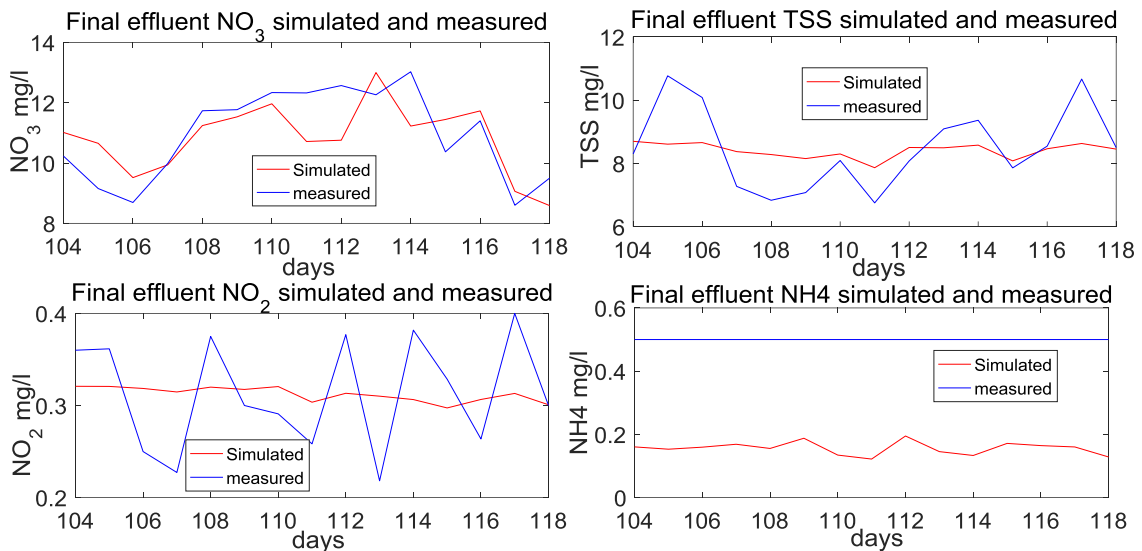 Final effluent NO3 simulated and measured
14
12
10
8
NO3 mg/l
Simulated
measured
104 106 108 110 112 114 116 118
days
Final effluent TSS simulated and measured
12
10
8
6
TSS mg/l
Simulated
measured
104 106 108 110 112 114 116 118
days
Final effluent NO2 simulated and measured
0.4
0.3
0.2
NO2 mg/l
Simulated
measured
104 106 108 110 112 114 116 118
days
Final effluent NH4 simulated and measured
0.6
0.4
0.2
0
NH4 mg/l
Simulated
measured
104 106 108 110 112 114 116 118
days